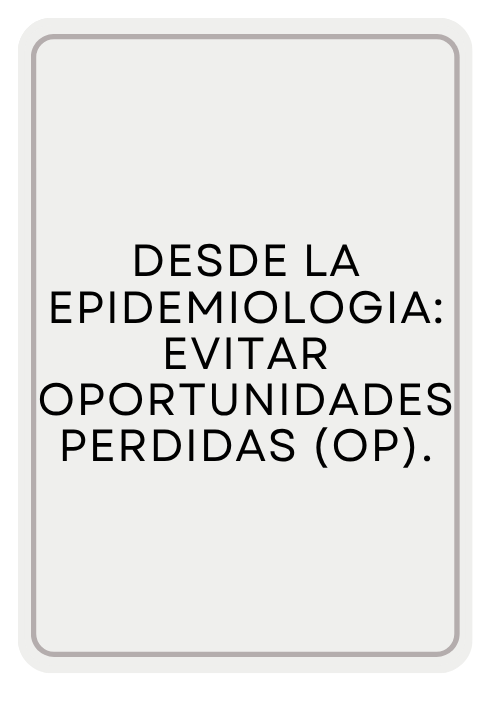 DESDE LA
EPIDEMIOLOGIA:
EVITAR
OPORTUNIDADES
PERDIDAS (OP).